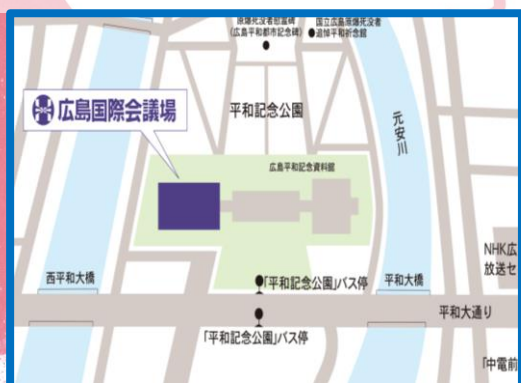 原爆死没者慰霊碑
(広島平和都市記念碑)
国立広島原爆死没者
追悼平和祈念館
広島国際会議場
平和記念公園
元安川
広島平和記念資料館
NHK広
放送セ
西平和大橋
「平和記念公園」バス停
平和大橋
平和大通り
「平和記念公園」バス停
「中電前